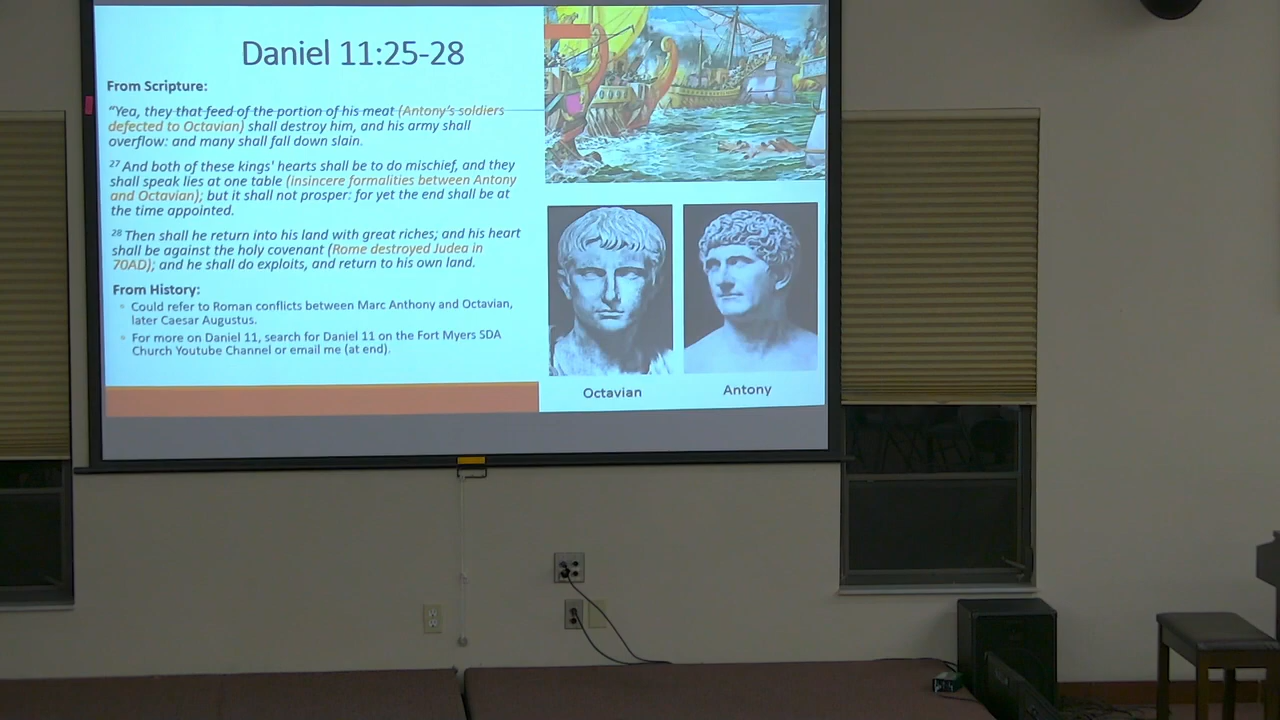 Daniel 11:25-28
From Scripture:
"Yea, they that feed of the portion of his meat (Antony's soldiers
defected to Octavian) shall destroy him, and his army shall
overflow: and many shall fall down slain.
27 And both of these kings' hearts shall be to do mischief, and they
shall speak lies at one table (insincere formalities between Antony
and Octavian); but it shall not prosper: for yet the end shall be at
the time appointed.
28 Then shall he return into his land with great riches; and his heart
shall be against the holy covenant (Rome destroyed Judea in
70AD); and he shall do exploits, and return to his own land.
From History:
Could refer to Roman conflicts between Marc Anthony and Octavian,
later Caesar Augustus.
For more on Daniel 11, search for Daniel 11 on the Fort Myers SDA
Church Youtube Channel or email me (at end).
Octavian
Antony